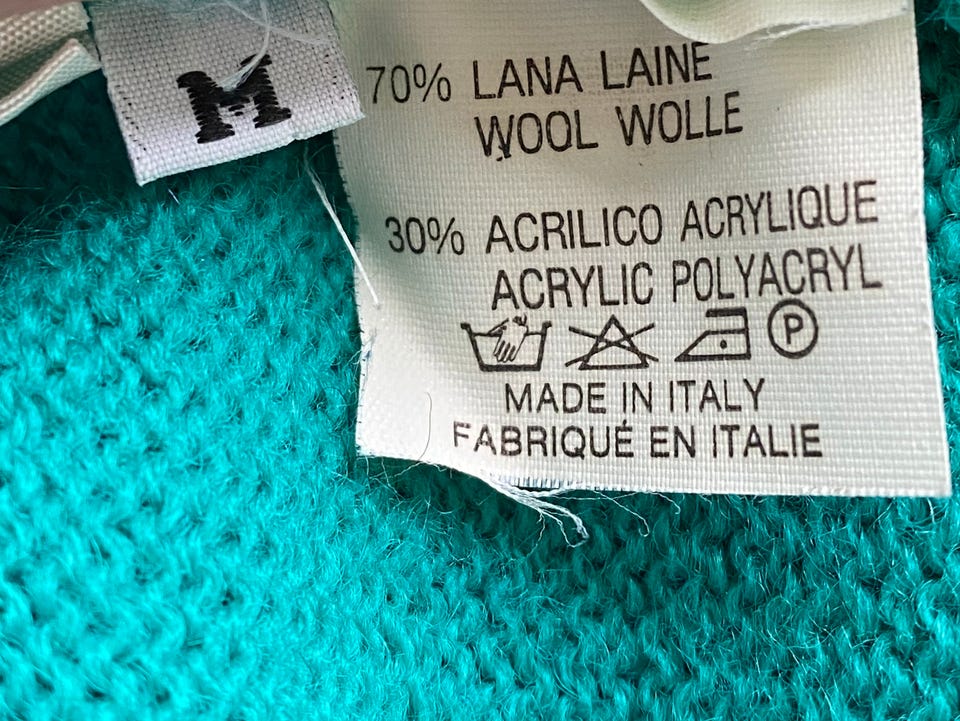 M
70% LANA LAINE
WOOL WOLLE
30% ACRILICO ACRYLIQUE
ACRYLIC POLYACRYL
P
MADE IN ITALY
FABRIQUÉ EN ITALIE